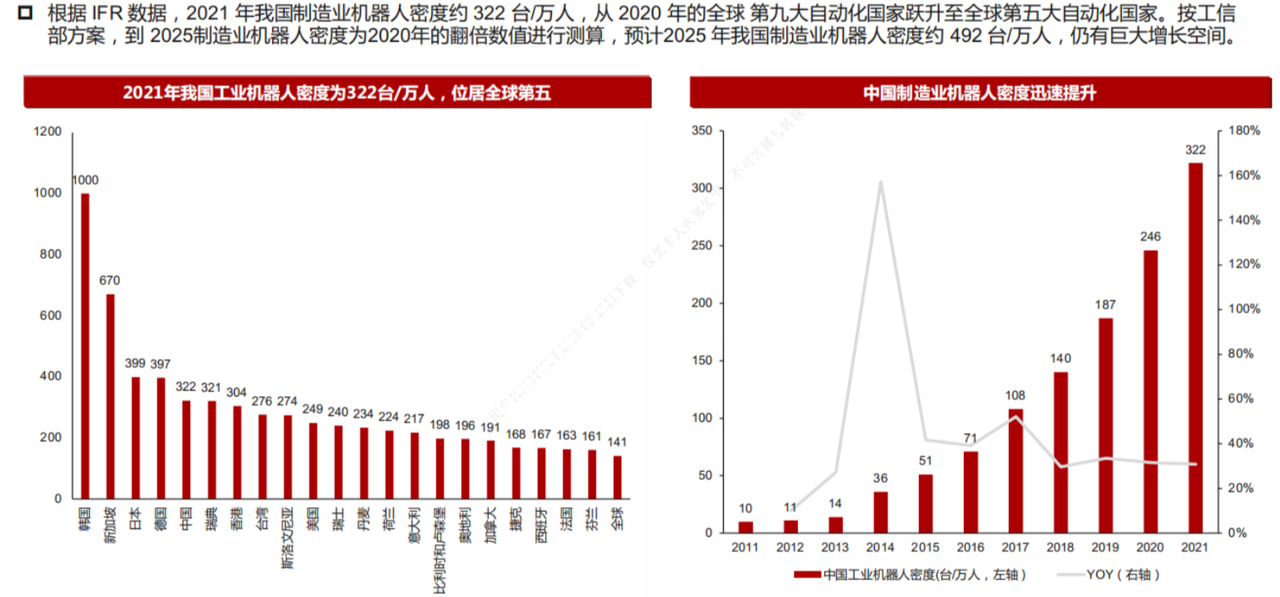 根据 IFR 数据，2021 年我国制造业机器人密度约 322 台/万人，从 2020 年的全球 第九大自动化国家跃升至全球第五大自动化国家。按工信
部方案，到 2025制造业机器人密度为2020年的翻倍数值进行测算，预计2025 年我国制造业机器人密度约 492 台/万人，仍有巨大增长空间。
2021年我国工业机器人密度为322台/万人，位居全球第五
1200
1000
800
600
400
200
0
1000
670
399
397
322
321
304
276
274
249
240
234
224
217
198
196
191
168
167
163
161
141
韩国
新加坡
日本
德国
中国
瑞典
香港
台湾
斯洛文尼亚
美国
瑞士
丹麦
荷兰
意大利
比利时和卢森堡
奥地利
加拿大
捷克
西班牙
法国
芬兰
全球
中国制造业机器人密度迅速提升
350
300
250
200
150
100
50
0
180%
160%
140%
120%
100%
80%
60%
40%
20%
0%
10
11
14
36
51
71
108
140
187
246
322
2011
2012
2013
2014
2015
2016
2017
2018
2019
2020
2021
中国工业机器人密度(台/万人，左轴）
YOY（右轴）